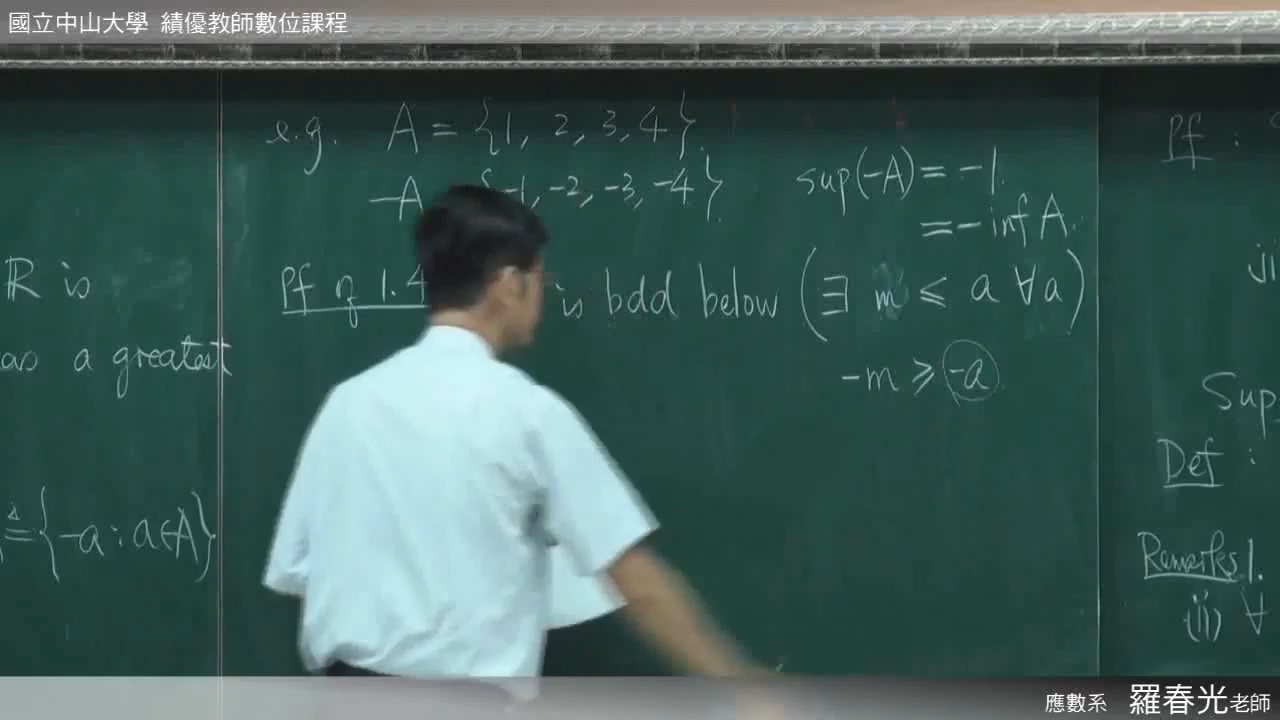 國立中山大學 績優教師數位課程
R is
as a greatest
≜{-a : a∈A}
e.g. A = {1, 2, 3, 4}.
-A {-1, -2, -3, -4}.
sup(-A) = -1.
= - inf A.
Pf of 1.4 is bdd below (∃ m ≤ a ∀a)
-m ≥ -a
Pf :
Sup
Def :
Remarks 1.
(ii) ∀
應數系 羅春光老師